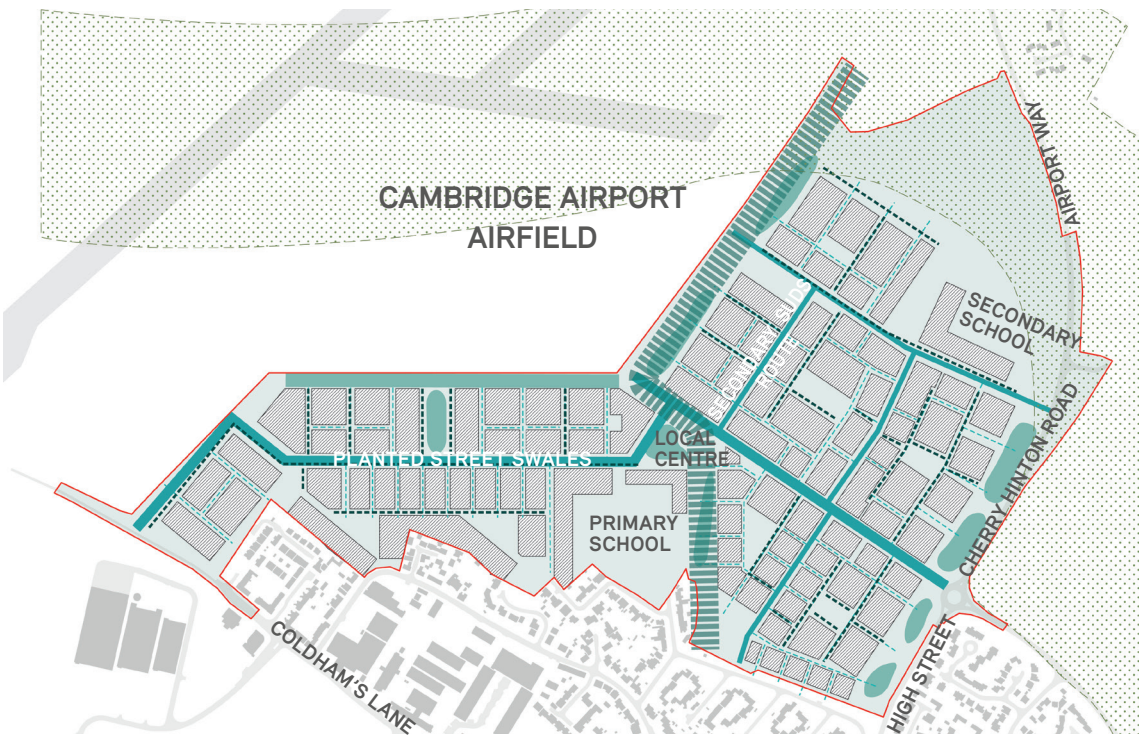 CAMBRIDGE AIRPORT
AIRFIELD
AIRPORT WAY
SECONDARY
SCHOOL
SECONDARY SUDS
ROUTE
LOCAL
CENTRE
PLANTED STREET SWALES
PRIMARY
SCHOOL
CHERRY HINTON ROAD
COLDHAM'S LANE
HIGH STREET